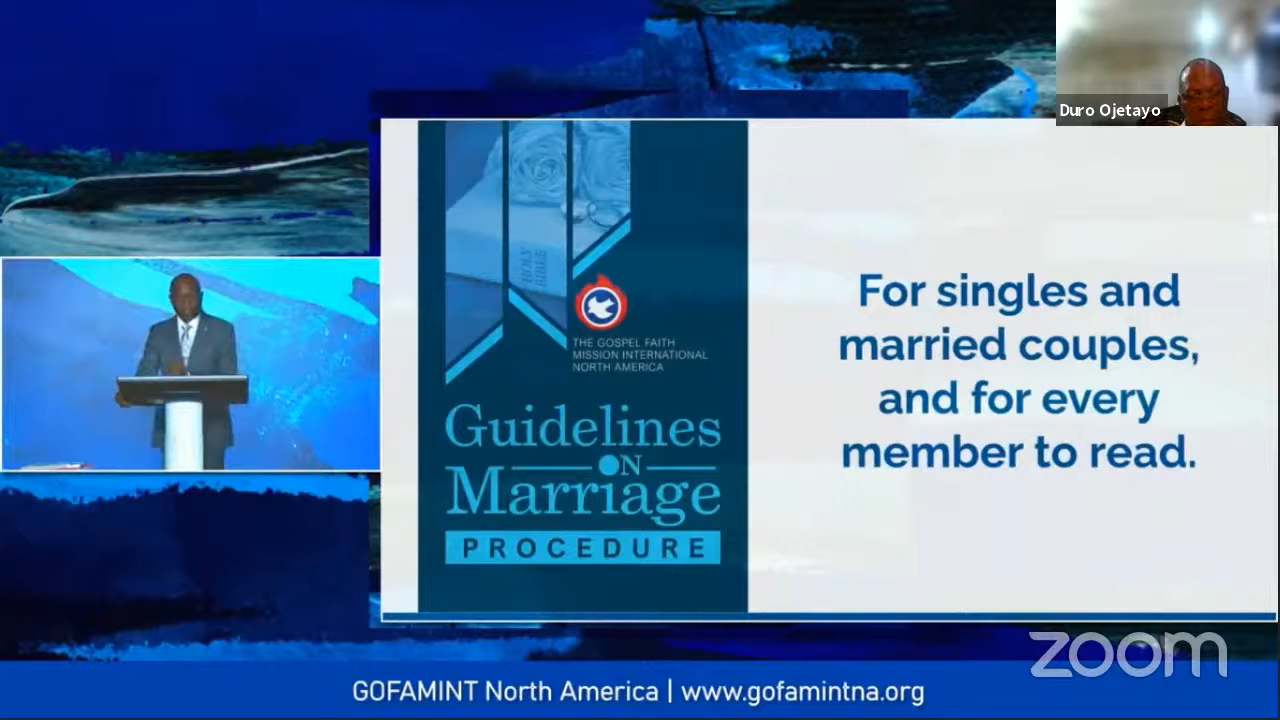 Duro Ojetayo
HOLY
BIBLE
THE GOSPEL FAITH
MISSION INTERNATIONAL
NORTH AMERICA
Guidelines
ON
Marriage
PROCEDURE
For singles and
married couples,
and for every
member to read.
zoom
GOFAMINT North America | www.gofamintna.org